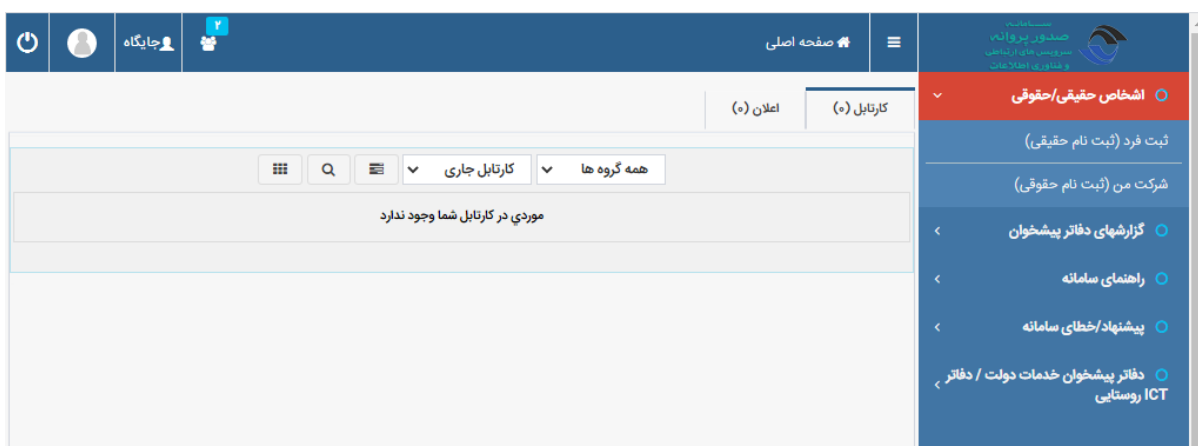 سـامانـه
صدور پروانه
سرویس های ارتباطی
و فناوری اطلاعات
صفحه اصلی
۲
جایگاه
اشخاص حقیقی/حقوقی
ثبت فرد (ثبت نام حقیقی)
شرکت من (ثبت نام حقوقی)
گزارشهای دفاتر پیشخوان
راهنمای سامانه
پیشنهاد/خطای سامانه
دفاتر پیشخوان خدمات دولت / دفاتر
ICT روستایی
کارتابل (۰)
اعلان (۰)
همه گروه ها
کارتابل جاری
موردي در کارتابل شما وجود ندارد